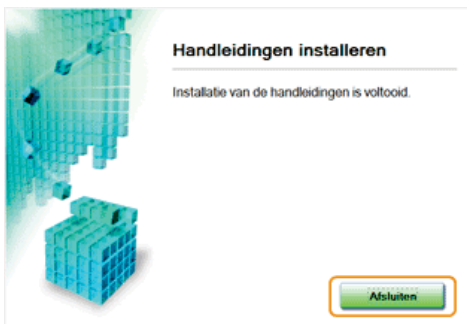 Handleidingen installeren
Installatie van de handleidingen is voltooid.
Afsluiten